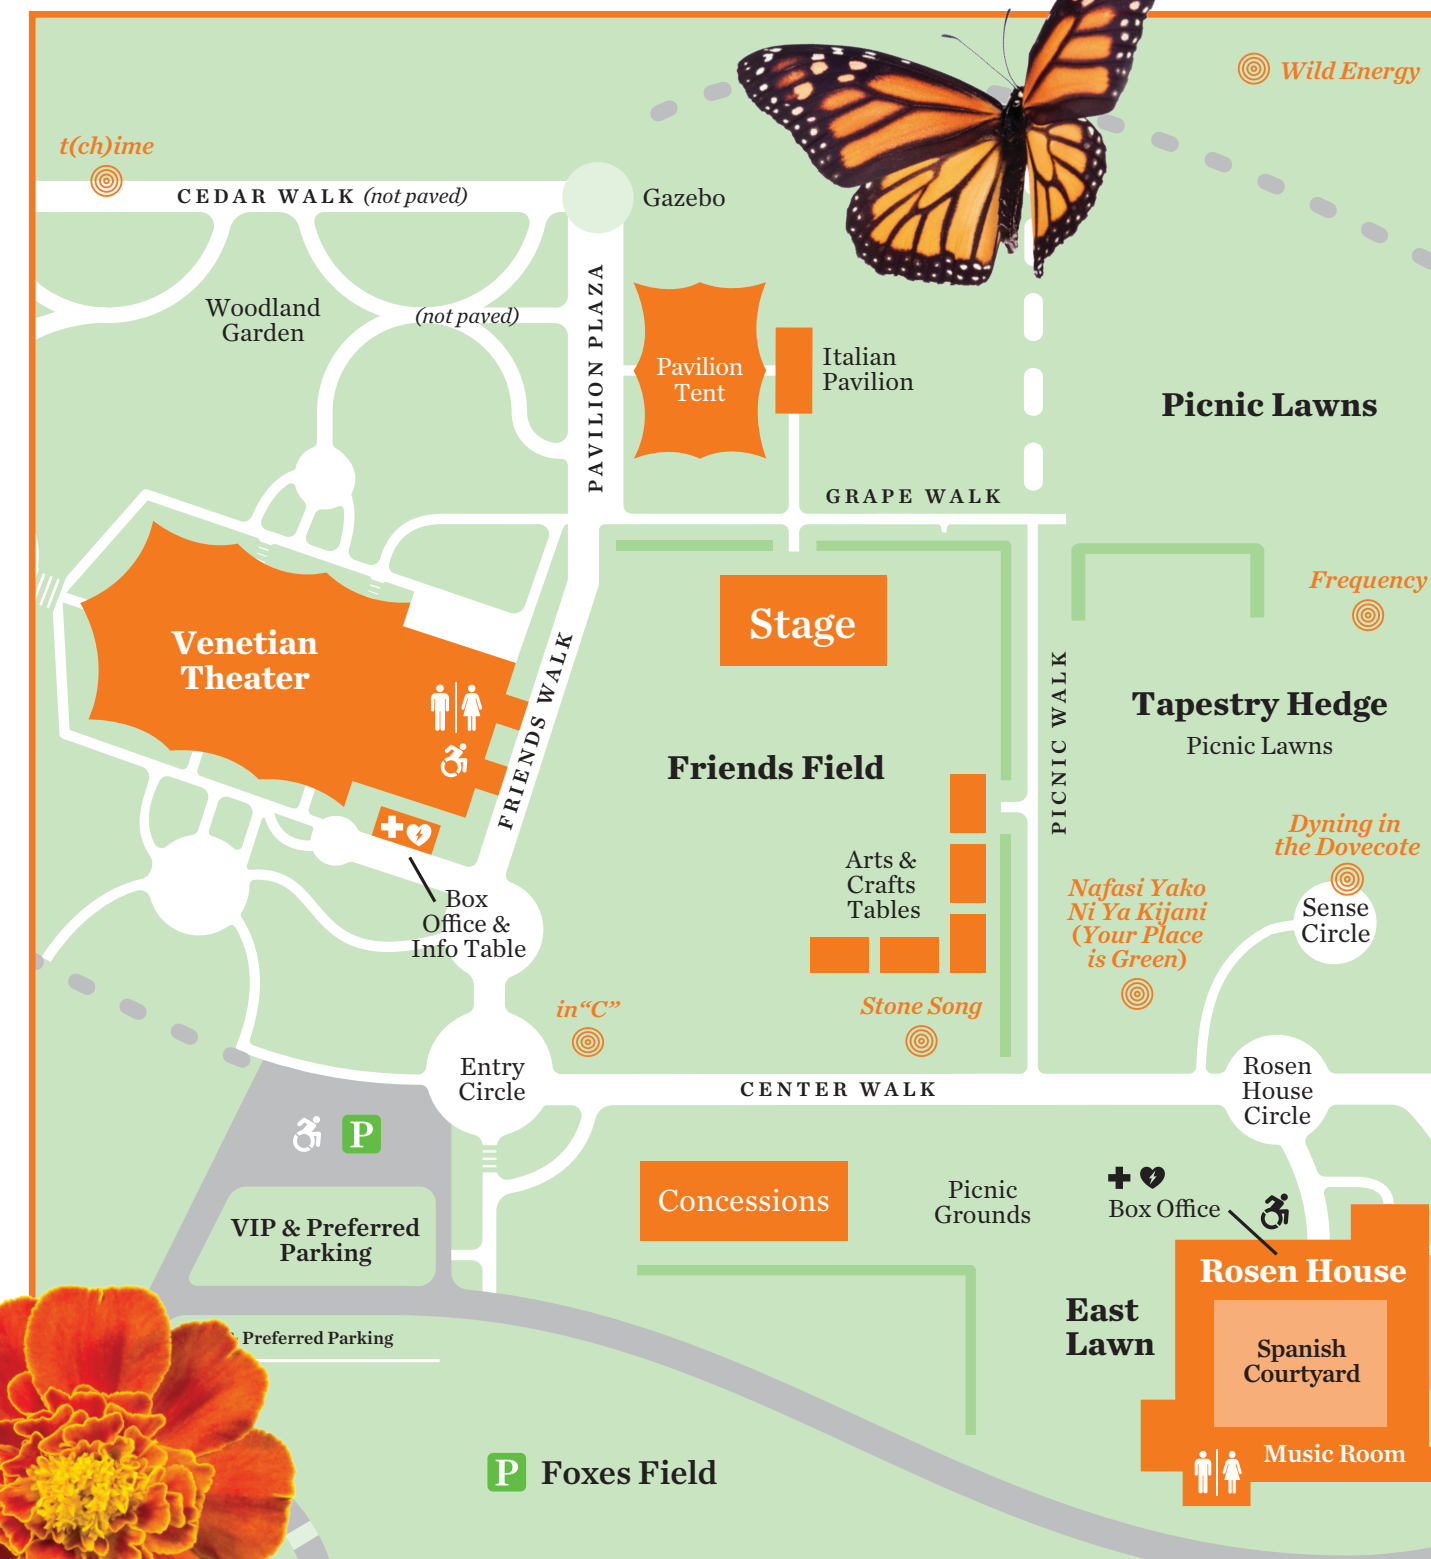 Wild Energy
t(ch)ime
CEDAR WALK (not paved)
Gazebo
Woodland
Garden
(not paved)
PAVILION PLAZA
Pavilion
Tent
Italian
Pavilion
Picnic Lawns
GRAPE WALK
Frequency
Stage
Venetian
Theater
FRIENDS WALK
PICNIC WALK
Tapestry Hedge
Picnic Lawns
Friends Field
Dyning in
the Dovecote
Arts &
Crafts
Tables
Nafasi Yako
Ni Ya Kijani
(Your Place
is Green)
Sense
Circle
Box
Office &
Info Table
in“C”
Stone Song
Entry
Circle
CENTER WALK
Rosen
House
Circle
P
Concessions
Picnic
Grounds
Box Office
VIP & Preferred
Parking
Rosen House
East
Lawn
Spanish
Courtyard
Preferred Parking
Music Room
P Foxes Field